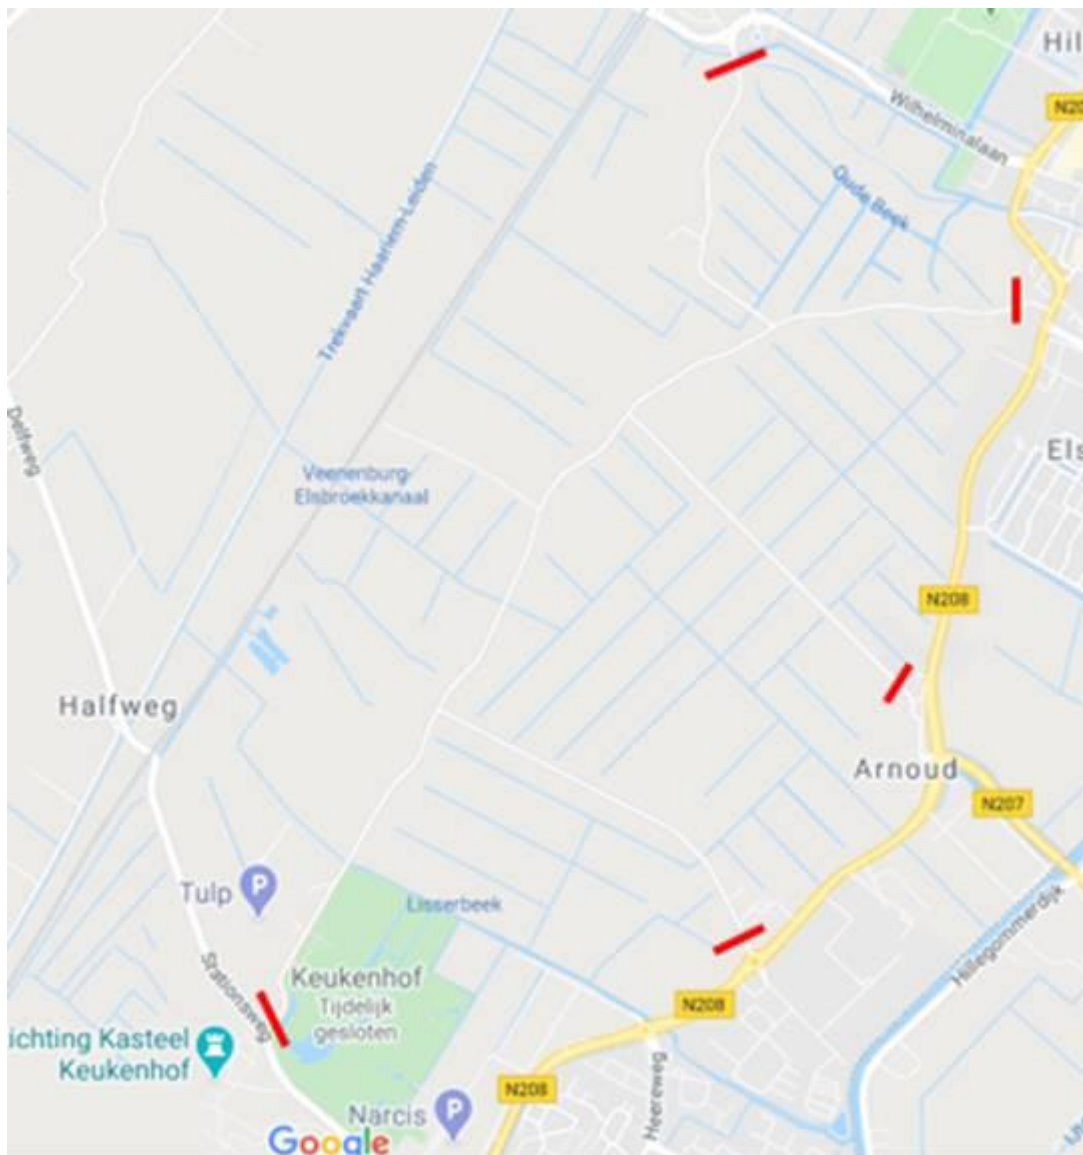 Hil
N20
Wilhelminalaan
Oude Beek
Trekvaart Haarlem-Leiden
Delfweg
Veenenburg-
Elsbroekkanaal
Els
N208
Halfweg
Arnoud
N207
Tulp
P
Lisserbeek
Hillegommerdijk
Stationsweg
Keukenhof
Tijdelijk
gesloten
N208
ichting Kasteel
Keukenhof
N208
Heereweg
Narcis
P
Google